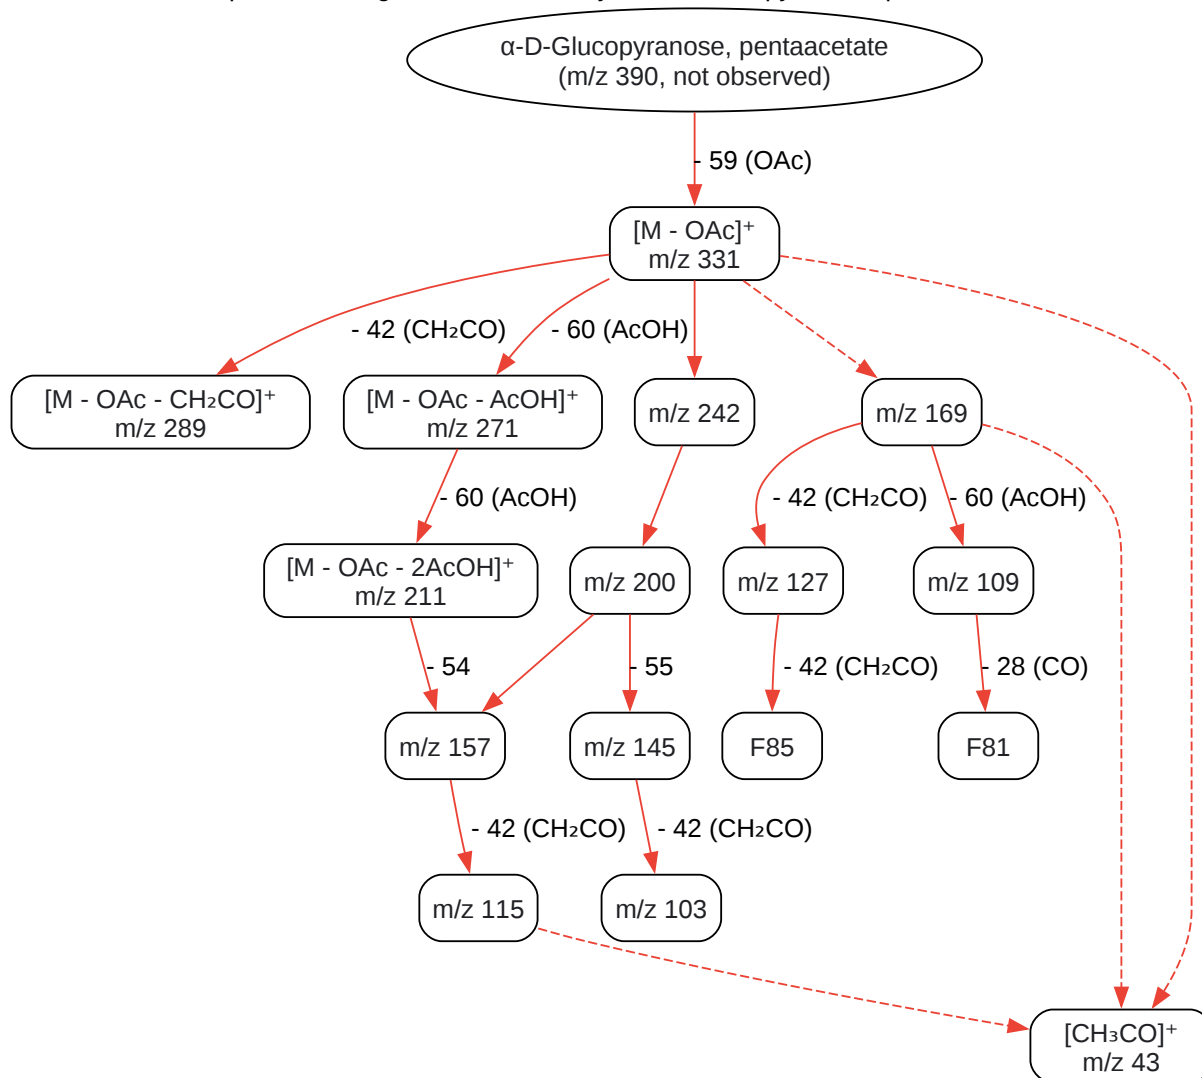 α-D-Glucopyranose, pentaacetate
(m/z 390, not observed)
- 59 (OAc)
[M - OAc]⁺
m/z 331
- 42 (CH₂CO)
- 60 (AcOH)
[M - OAc - CH₂CO]⁺
m/z 289
[M - OAc - AcOH]⁺
m/z 271
m/z 242
m/z 169
- 60 (AcOH)
- 42 (CH₂CO)
- 60 (AcOH)
[M - OAc - 2AcOH]⁺
m/z 211
m/z 200
m/z 127
m/z 109
- 54
- 55
- 42 (CH₂CO)
- 28 (CO)
m/z 157
m/z 145
F85
F81
- 42 (CH₂CO)
- 42 (CH₂CO)
m/z 115
m/z 103
[CH₃CO]⁺
m/z 43